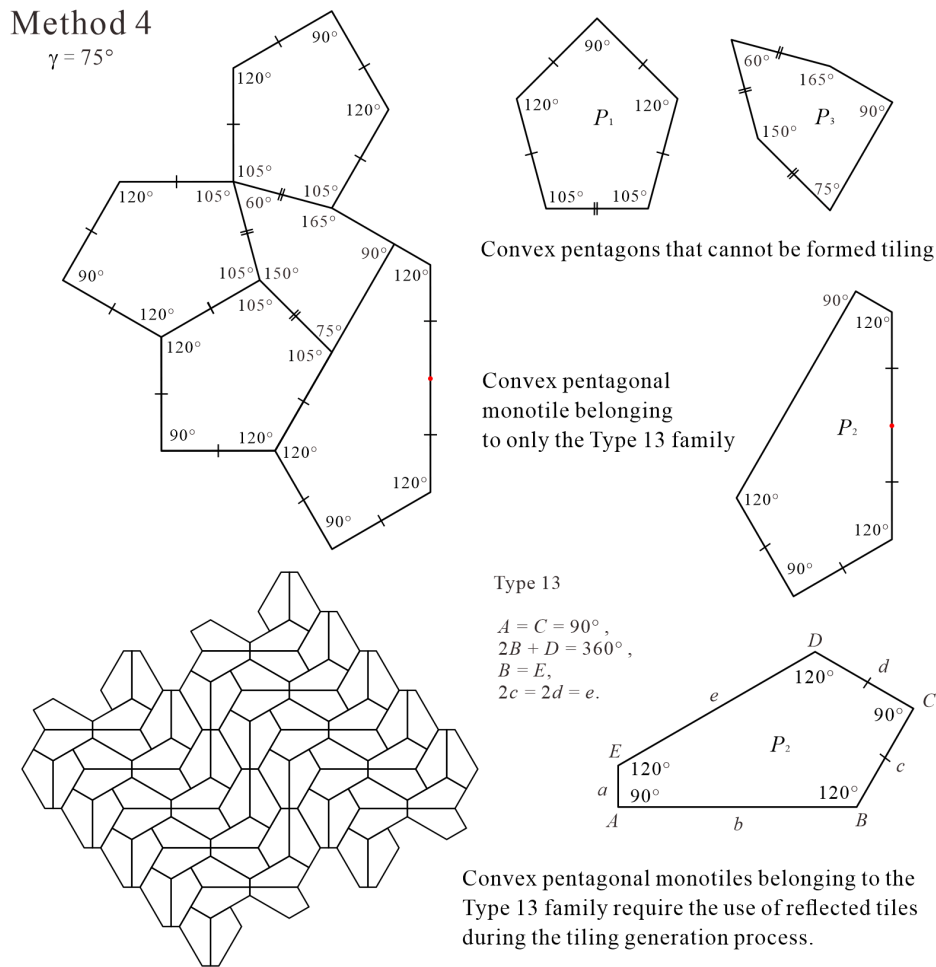 Method 4
γ = 75°
90°
120°
120°
105°
105°
120°
105°
60°
165°
90°
105°
150°
105°
120°
120°
75°
105°
90°
120°
90°
120°
120°
120°
90°
90°
120°
120°
P₁
105°
105°
60°
165°
90°
150°
P₃
75°
Convex pentagons that cannot be formed tiling
Convex pentagonal
monotile belonging
to only the Type 13 family
90°
120°
P₂
120°
120°
90°
Type 13
A = C = 90° ,
2B + D = 360° ,
B = E,
2c = 2d = e.
D
120°
d
e
C
90°
P₂
E
120°
c
a
90°
120°
A
b
B
Convex pentagonal monotiles belonging to the
Type 13 family require the use of reflected tiles
during the tiling generation process.